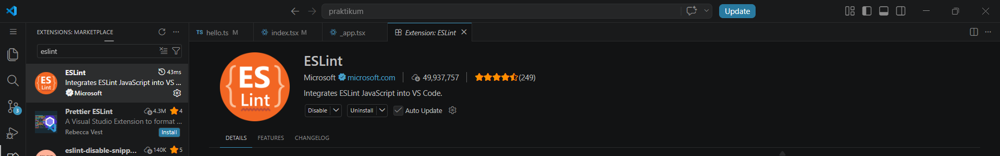 praktikum
Update
EXTENSIONS: MARKETPLACE
eslint
ESLint 43ms
Integrates ESLint JavaScript into VS ...
Microsoft
3
Prettier ESLint 4.3M 4
A Visual Studio Extension to format ...
Rebecca Vest Install
eslint-disable-snipp... 140K 5
TS hello.ts M
index.tsx M
_app.tsx
Extension: ESLint
{ES
Lint}
ESLint
Microsoft microsoft.com 49,937,757 (249)
Integrates ESLint JavaScript into VS Code.
Disable Uninstall Auto Update
DETAILS FEATURES CHANGELOG